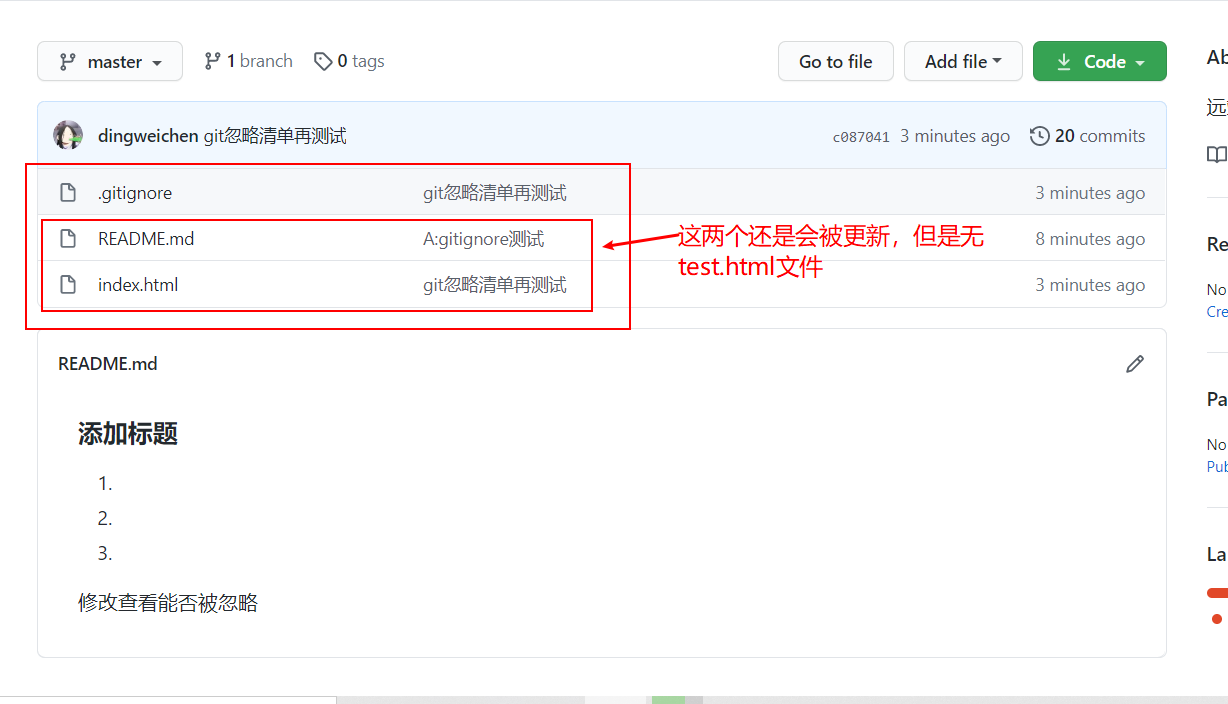 master 1 branch 0 tags Go to file Add file Code
Ab
dingweichen git忽略清单再测试 c087041 3 minutes ago 20 commits
.gitignore git忽略清单再测试 3 minutes ago
README.md A:gitignore测试 8 minutes ago
index.html git忽略清单再测试 3 minutes ago
这两个还是会被更新，但是无
test.html文件
Re
No
Cre
README.md
添加标题
1.
2.
3.
修改查看能否被忽略
Pa
No
Pub
La